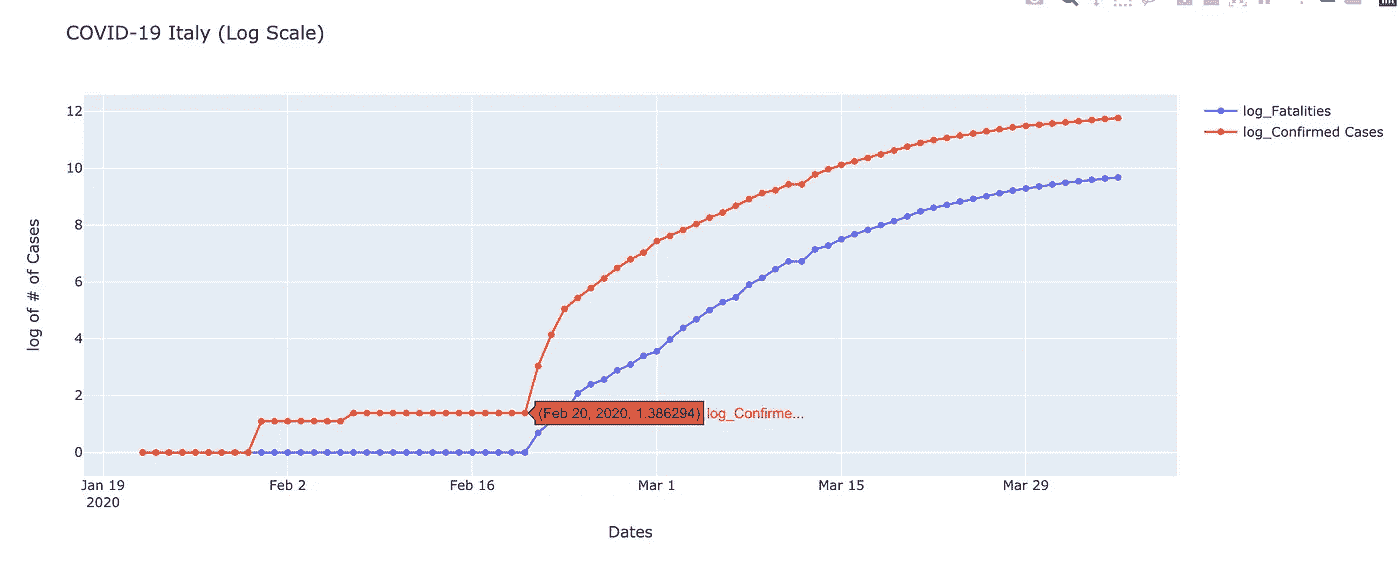 COVID-19 Italy (Log Scale)
log_Fatalities
log_Confirmed Cases
12
10
8
6
4
2
0
log of # of Cases
(Feb 20, 2020, 1.386294)
log_Confirme...
Jan 19
2020
Feb 2
Feb 16
Mar 1
Mar 15
Mar 29
Dates